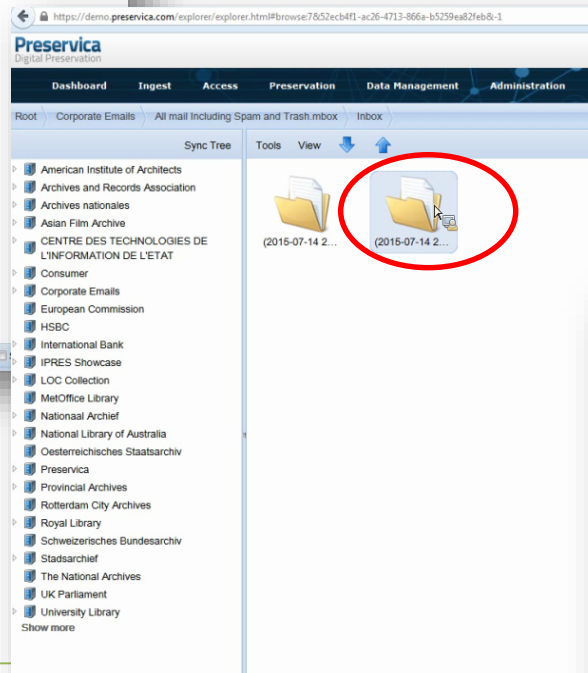 https://demo.preservica.com/explorer/explorer.html#browse:7&52ecb4f1-ac26-4713-866a-b5259ea82feb&-1
Preservica
Digital Preservation
Dashboard Ingest Access Preservation Data Management Administration
Root Corporate Emails All mail Including Spam and Trash.mbox Inbox
Sync Tree Tools View
American Institute of Architects
Archives and Records Association
Archives nationales
Asian Film Archive
CENTRE DES TECHNOLOGIES DE
L'INFORMATION DE L'ETAT
Consumer
Corporate Emails
European Commission
HSBC
International Bank
IPRES Showcase
LOC Collection
MetOffice Library
Nationaal Archief
National Library of Australia
Oesterreichisches Staatsarchiv
Preservica
Provincial Archives
Rotterdam City Archives
Royal Library
Schweizerisches Bundesarchiv
Stadsarchief
The National Archives
UK Parliament
University Library
Show more
(2015-07-14 2... (2015-07-14 2...